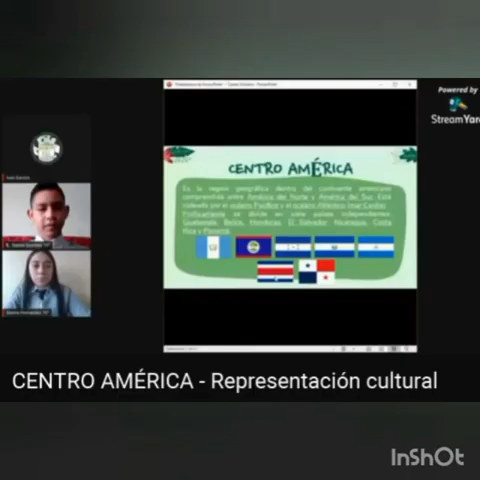 Powered by
StreamYar
CENTRO AMÉRICA
Es la región geográfica dentro del continente americano
comprendida entre América del Norte y América del Sur. Está
rodeada por el océano Pacífico y el océano Atlántico (mar Caribe).
Políticamente se divide en siete países independientes:
Guatemala, Belice, Honduras, El Salvador, Nicaragua, Costa
Rica y Panamá.
CENTRO AMÉRICA - Representación cultural
InShOt